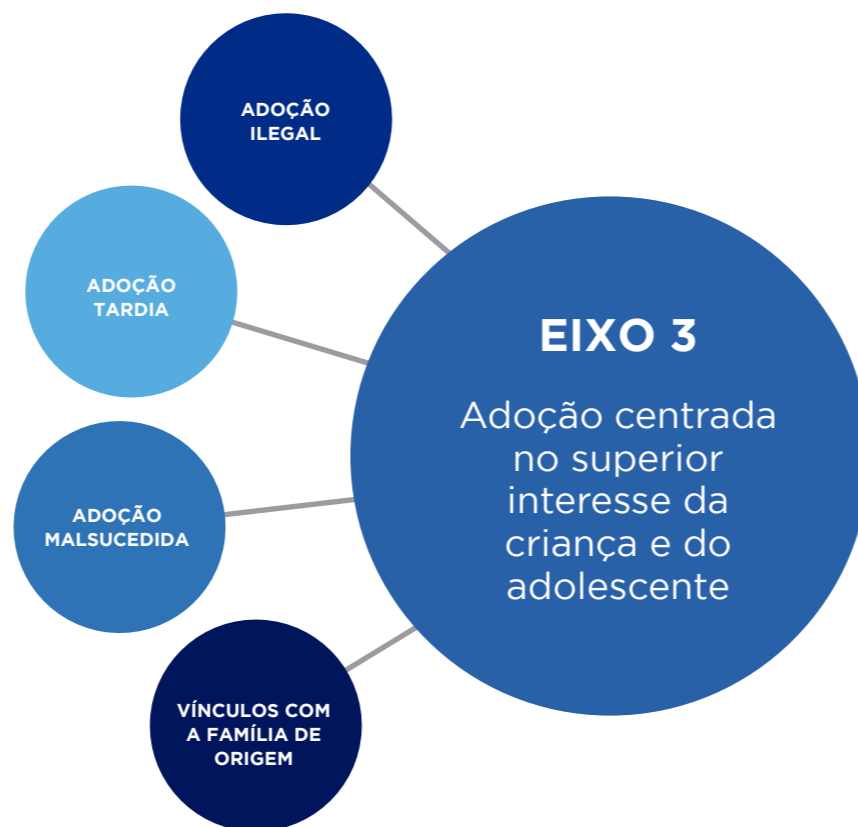 ADOÇÃO
ILEGAL
ADOÇÃO
TARDIA
ADOÇÃO
MALSUCEDIDA
VÍNCULOS COM
A FAMÍLIA DE
ORIGEM
EIXO 3
Adoção centrada
no superior
interesse da
criança e do
adolescente